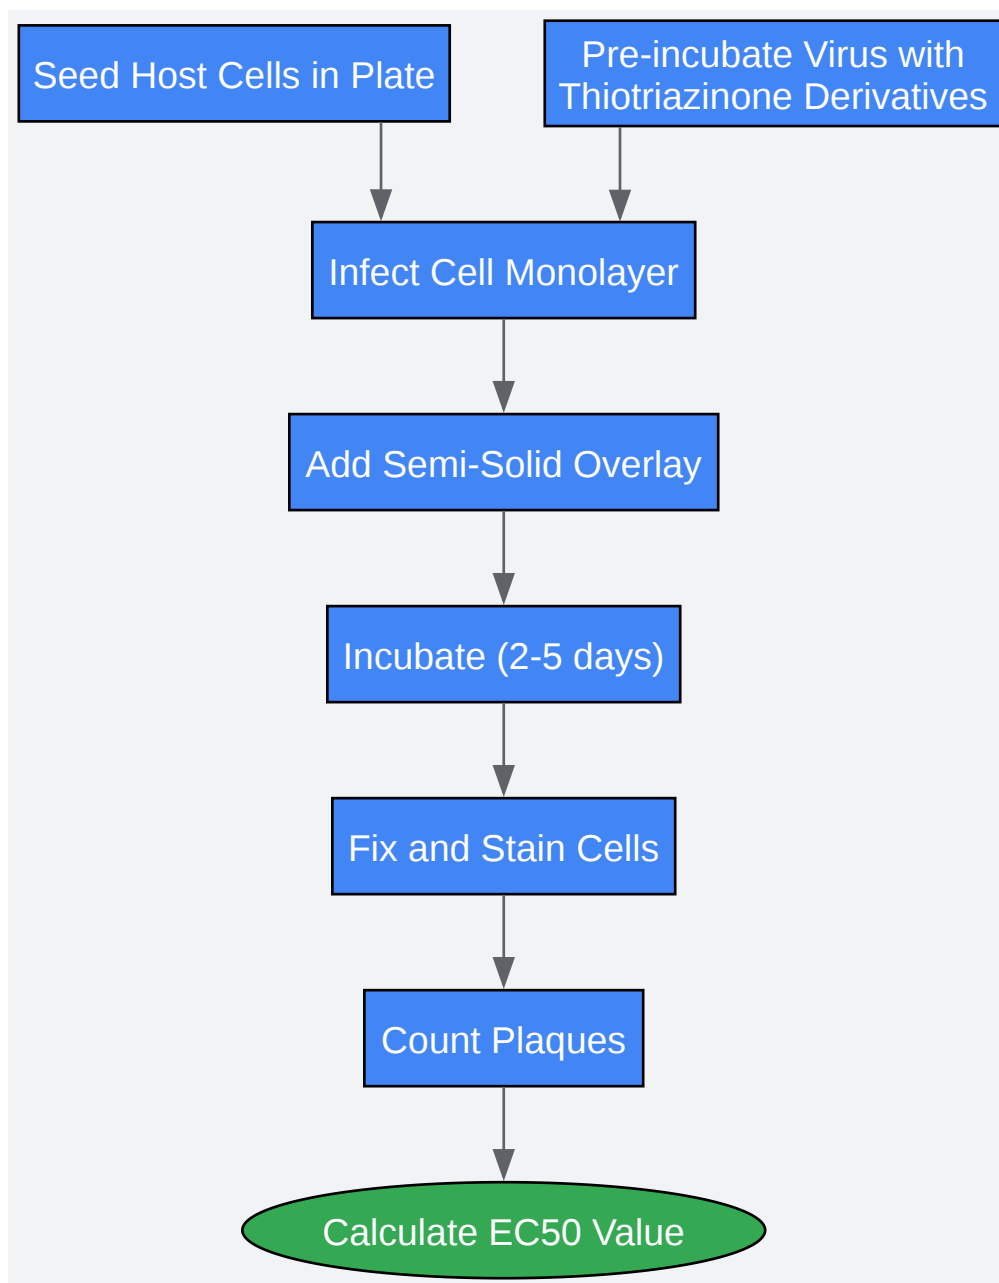 Seed Host Cells in Plate
Pre-incubate Virus with
Thiotriazinone Derivatives
Infect Cell Monolayer
Add Semi-Solid Overlay
Incubate (2-5 days)
Fix and Stain Cells
Count Plaques
Calculate EC50 Value